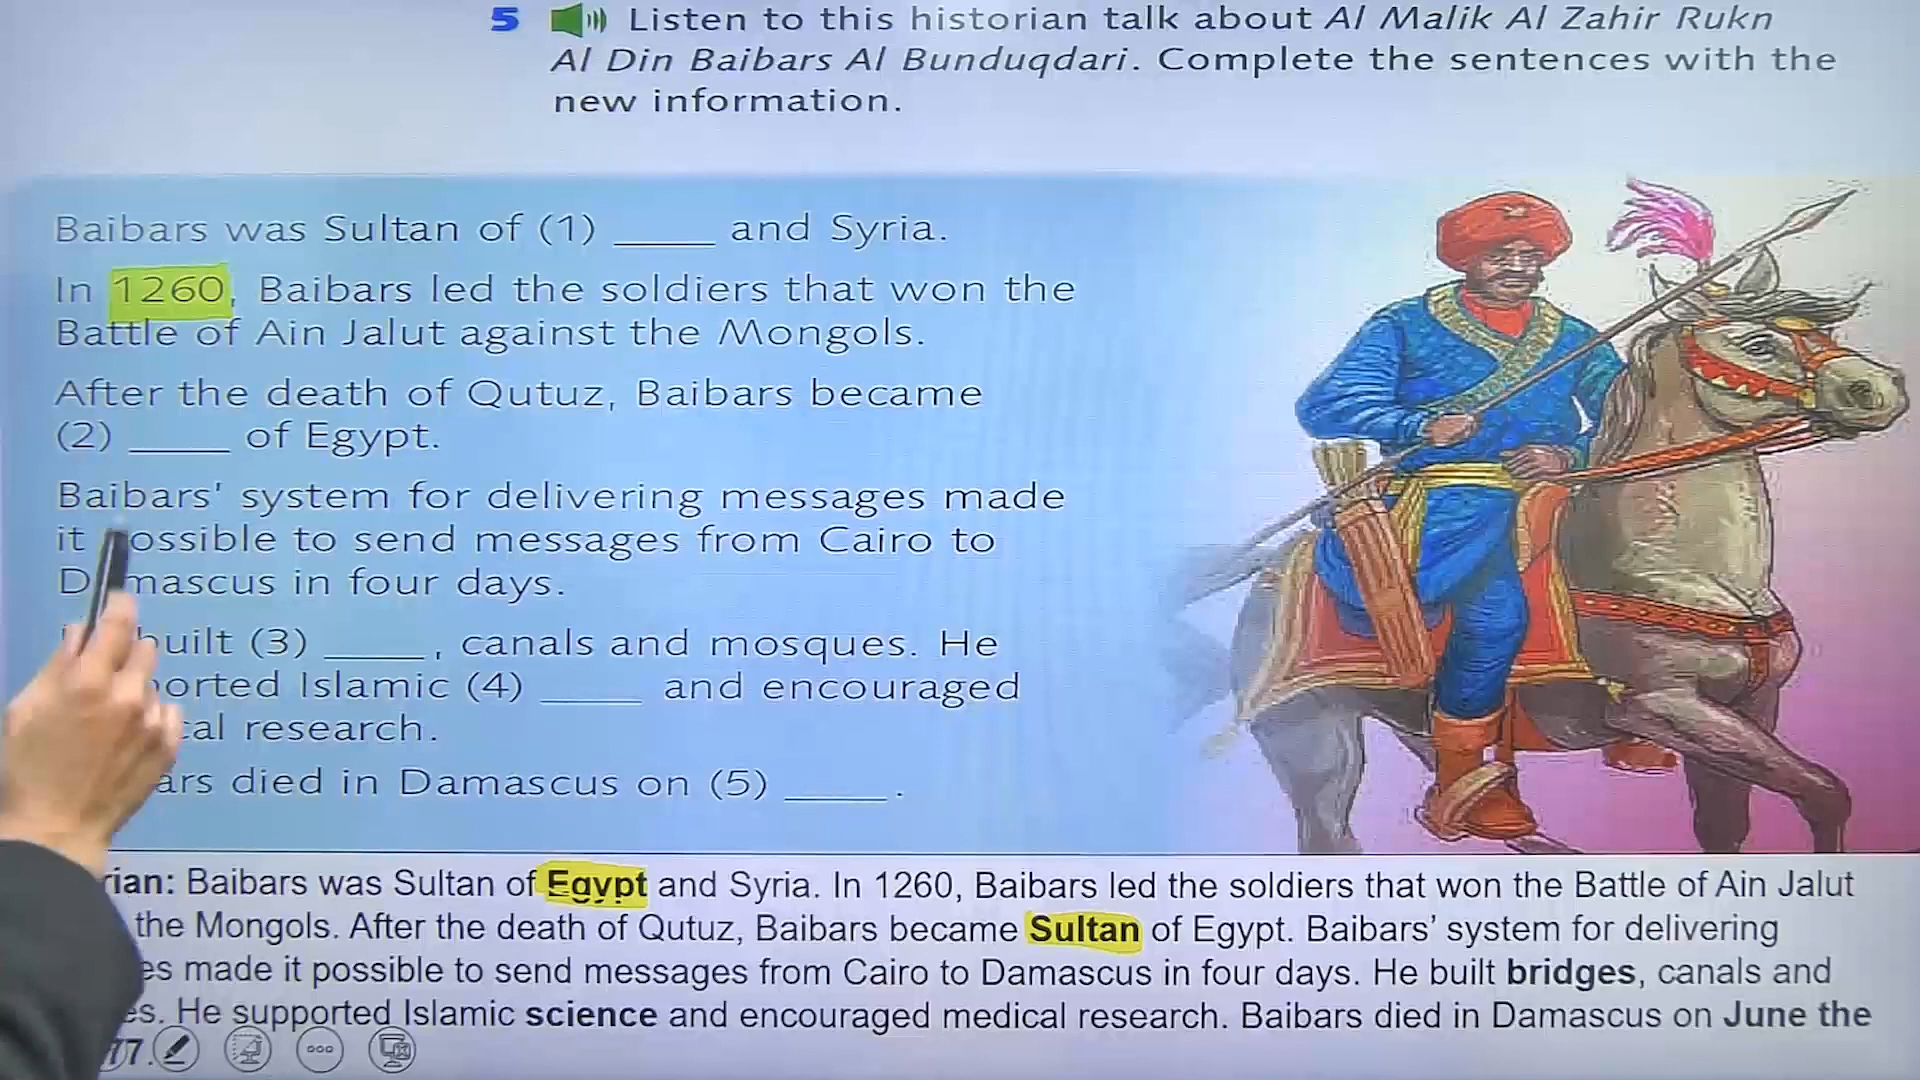 5 Listen to this historian talk about Al Malik Al Zahir Rukn
Al Din Baibars Al Bunduqdari. Complete the sentences with the
new information.
Baibars was Sultan of (1) _____ and Syria.
In 1260, Baibars led the soldiers that won the
Battle of Ain Jalut against the Mongols.
After the death of Qutuz, Baibars became
(2) _____ of Egypt.
Baibars' system for delivering messages made
it possible to send messages from Cairo to
Damascus in four days.
built (3) _____, canals and mosques. He
Islamic (4) _____ and encouraged
research.
died in Damascus on (5) _____.
Baibars was Sultan of Egypt and Syria. In 1260, Baibars led the soldiers that won the Battle of Ain Jalut
the Mongols. After the death of Qutuz, Baibars became Sultan of Egypt. Baibars' system for delivering
made it possible to send messages from Cairo to Damascus in four days. He built bridges, canals and
He supported Islamic science and encouraged medical research. Baibars died in Damascus on June the